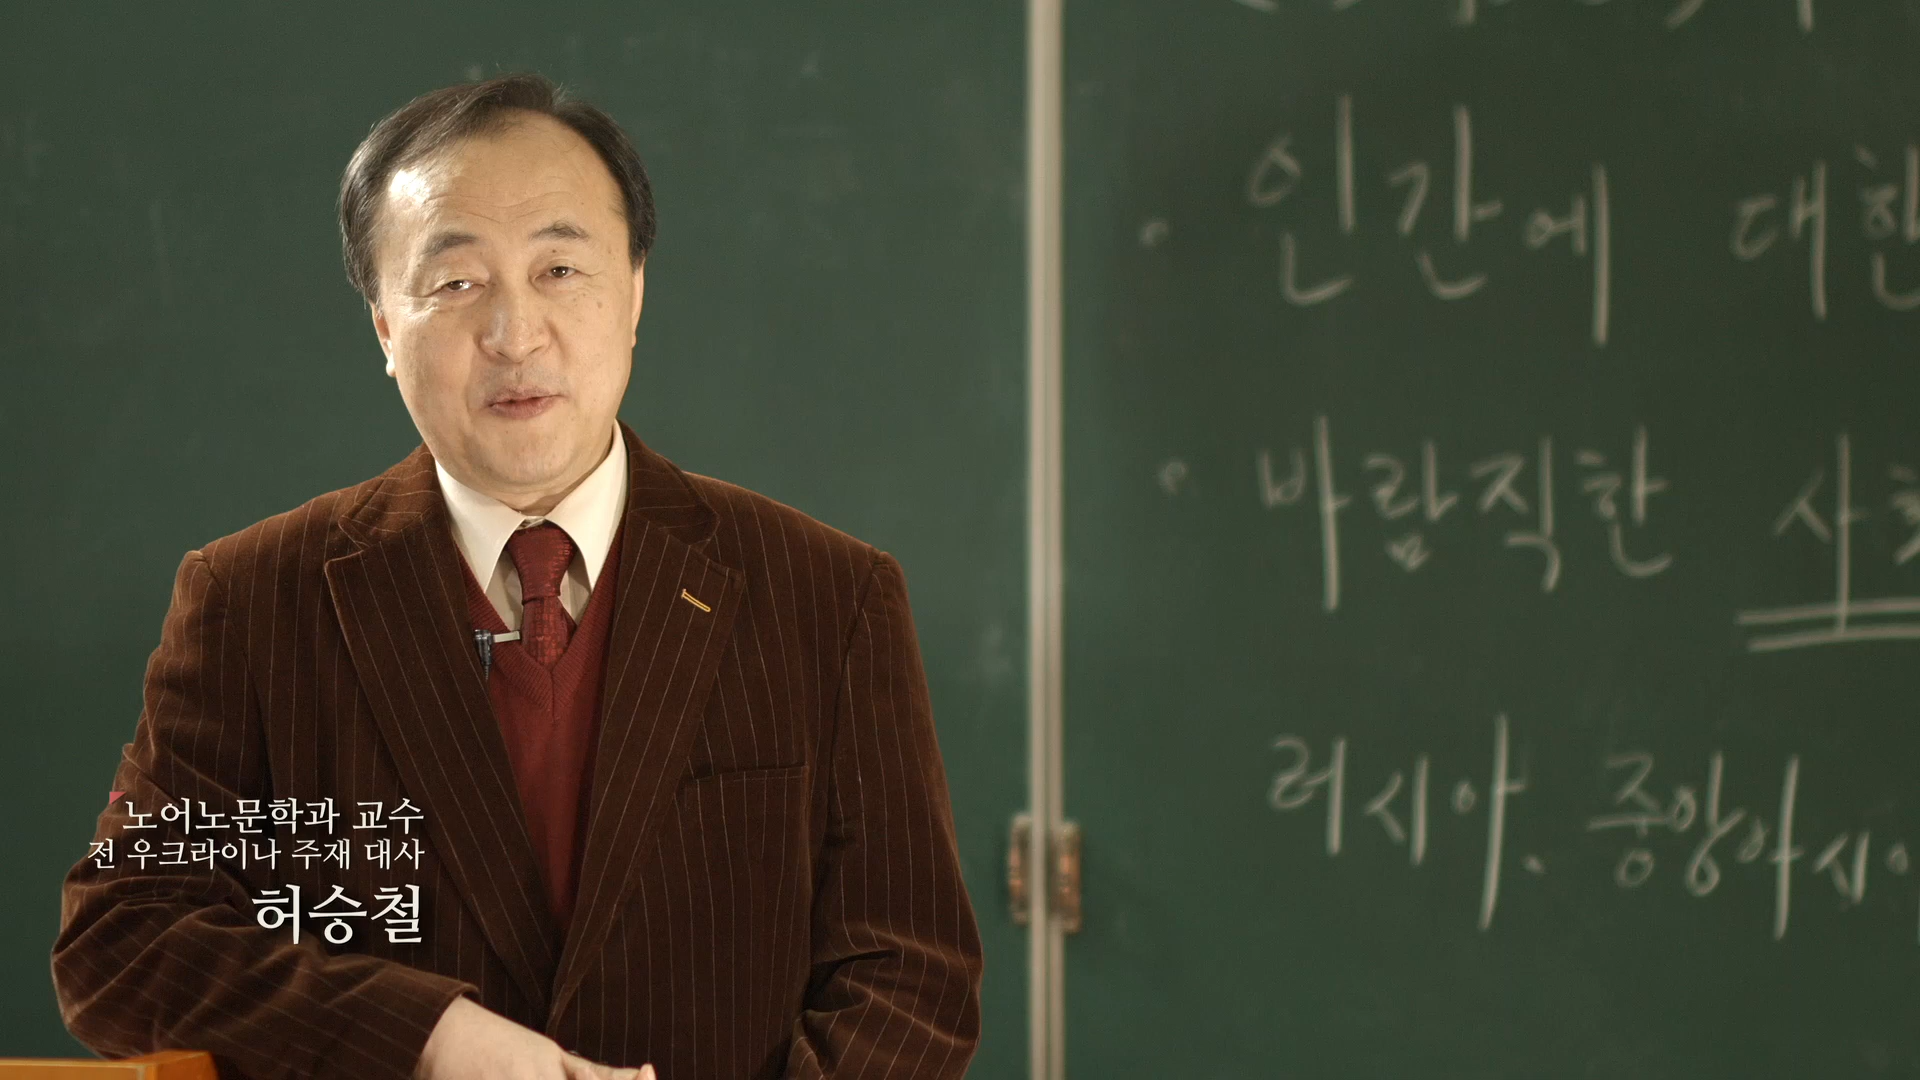 인간에 대한
바람직한
러시아. 중앙아시
노어노문학과 교수
전 우크라이나 주재 대사
허승철